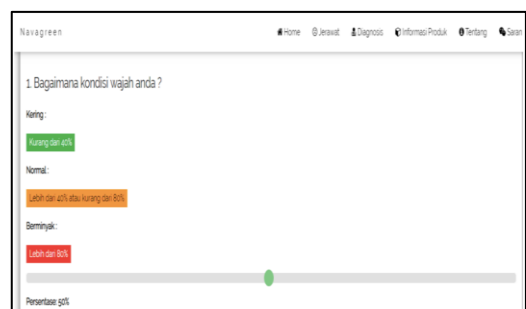 Navagreen
Home Jerawat Diagnosis Informasi Produk Tentang Saran
1. Bagaimana kondisi wajah anda ?
Kering :
Kurang dari 40%
Normal :
Lebih dari 40% atau kurang dari 80%
Berminyak :
Lebih dari 80%
Persentase: 50%